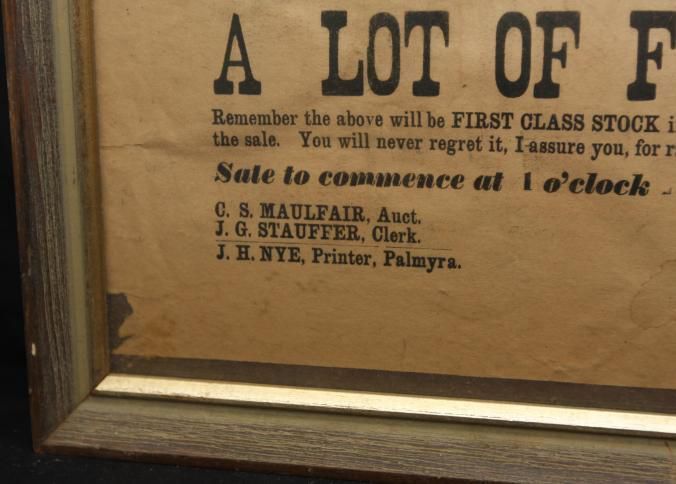 A LOT OF F
Remember the above will be FIRST CLASS STOCK i
the sale. You will never regret it, I assure you, for r
Sale to commence at 1 o'clock
C. S. MAULFAIR, Auct.
J. G. STAUFFER, Clerk.
J. H. NYE, Printer, Palmyra.